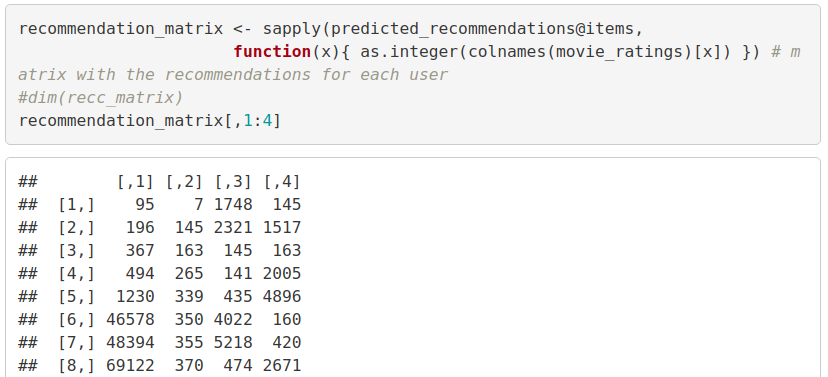 recommendation_matrix <- sapply(predicted_recommendations@items,
                      function(x){ as.integer(colnames(movie_ratings)[x]) }) # m
atrix with the recommendations for each user
#dim(recc_matrix)
recommendation_matrix[,1:4]
##        [,1] [,2] [,3] [,4]
##  [1,]    95    7 1748  145
##  [2,]   196  145 2321 1517
##  [3,]   367  163  145  163
##  [4,]   494  265  141 2005
##  [5,]  1230  339  435 4896
##  [6,] 46578  350 4022  160
##  [7,] 48394  355 5218  420
##  [8,] 69122  370  474 2671